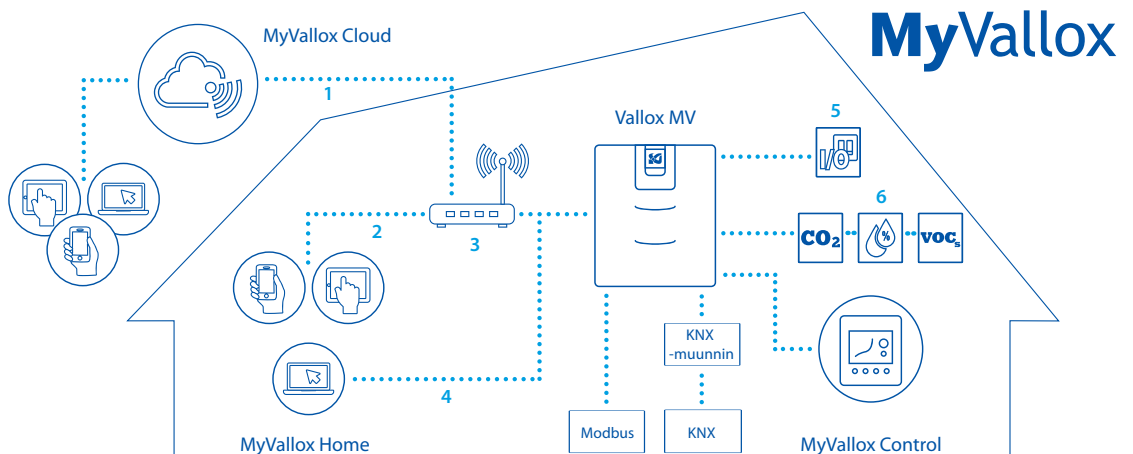 MyVallox
MyVallox Cloud
1
Vallox MV
5
I/O
6
2
3
CO₂
%
VOCs
KNX
-muunnin
4
Modbus
KNX
MyVallox Home
MyVallox Control